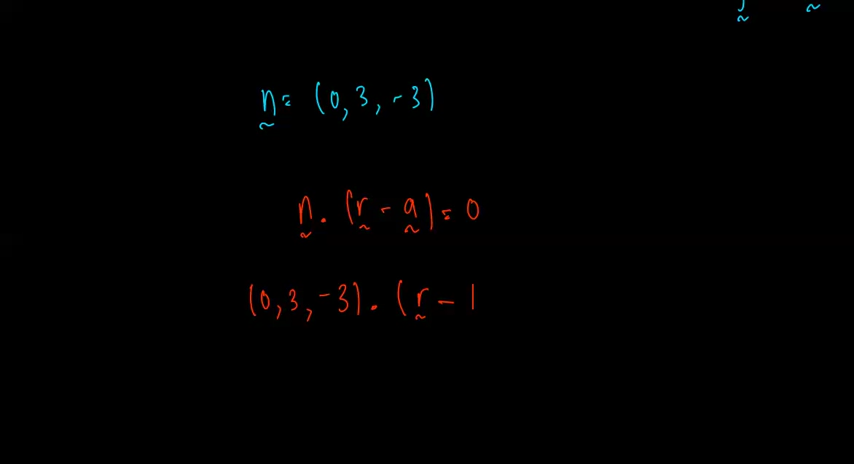 n = (0, 3, -3)
n · (r - a) = 0
(0, 3, -3) · (r - 1